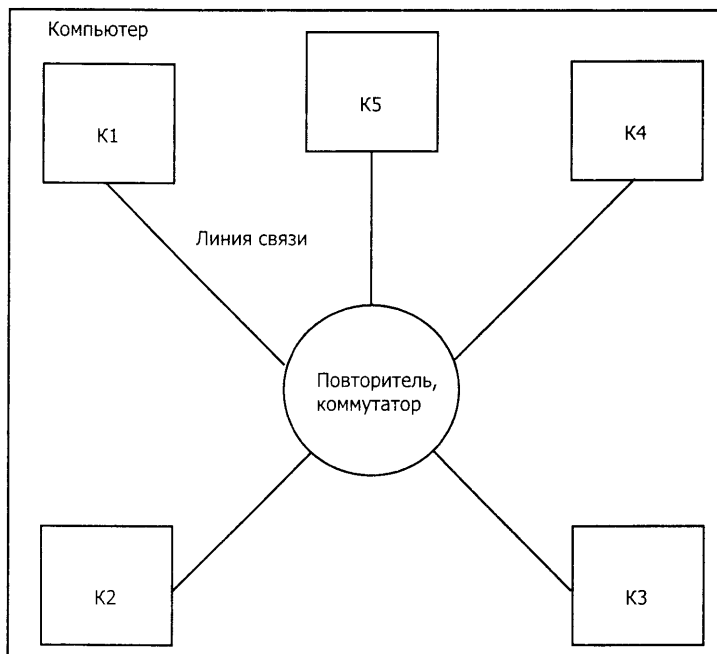 Компьютер
К5
К1
К4
Линия связи
Повторитель,
коммутатор
К2
К3